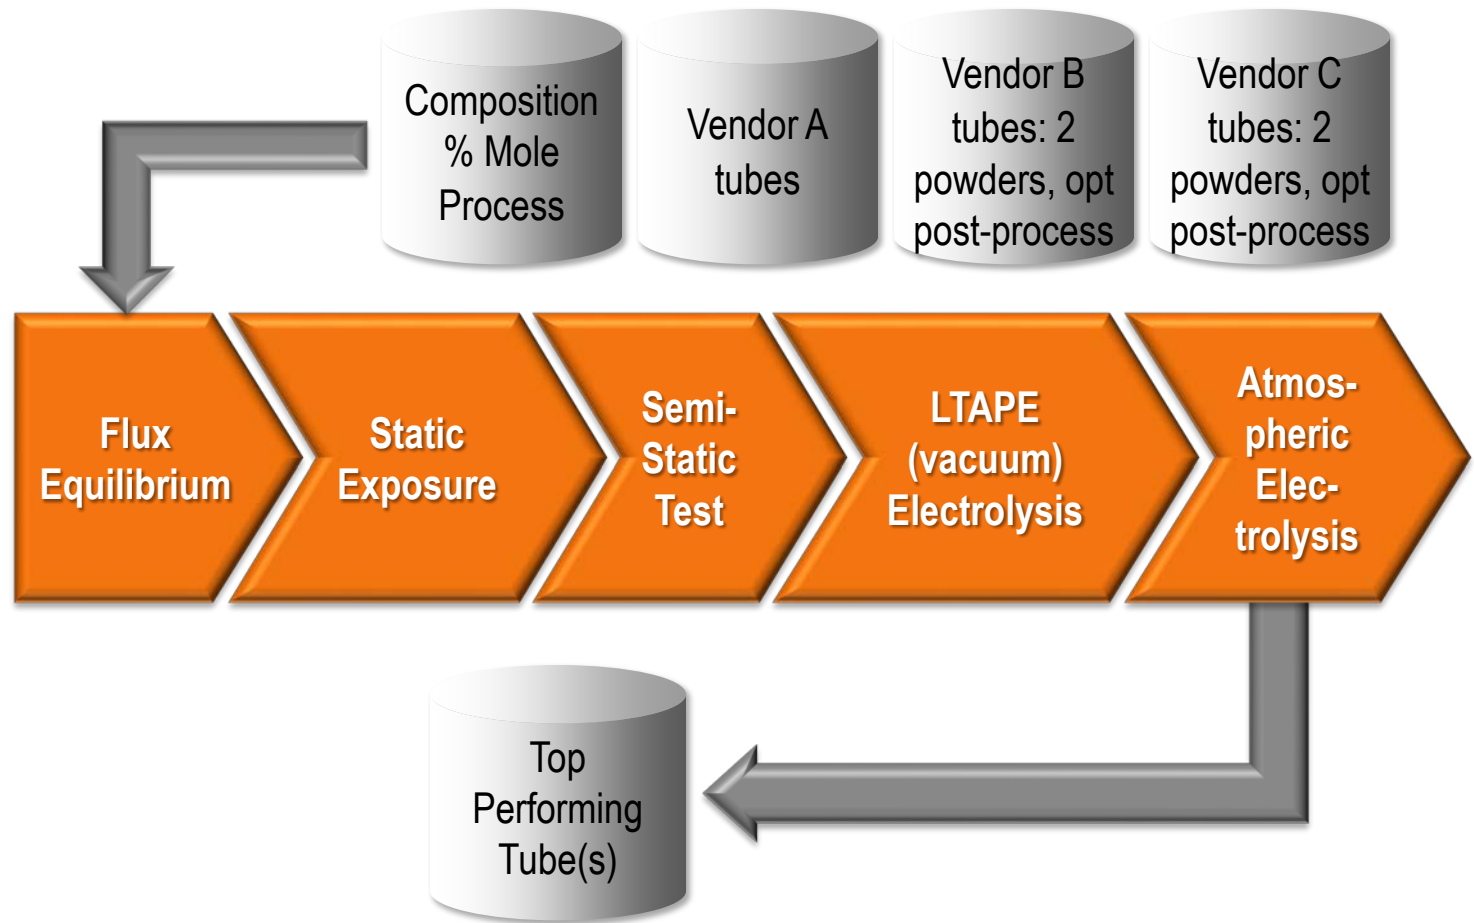 Composition
% Mole
Process
Vendor A
tubes
Vendor B
tubes: 2
powders, opt
post-process
Vendor C
tubes: 2
powders, opt
post-process
Flux
Equilibrium
Static
Exposure
Semi-
Static
Test
LTAPE
(vacuum)
Electrolysis
Atmos-
pheric
Elec-
trolysis
Top
Performing
Tube(s)